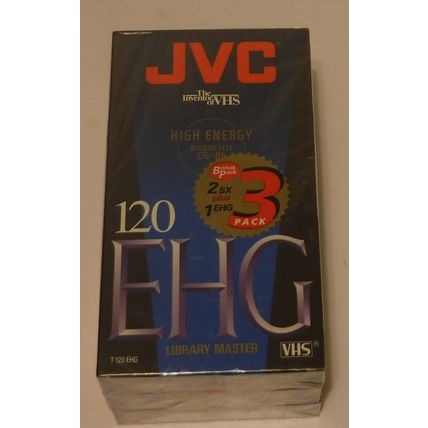 JVC
The
Inventor
of VHS
HIGH ENERGY
MAGNETITE
Bonus
Pack
2 SX
plus
1 EHG
3
PACK
120
EHG
LIBRARY MASTER
T-120 EHG
VHS®